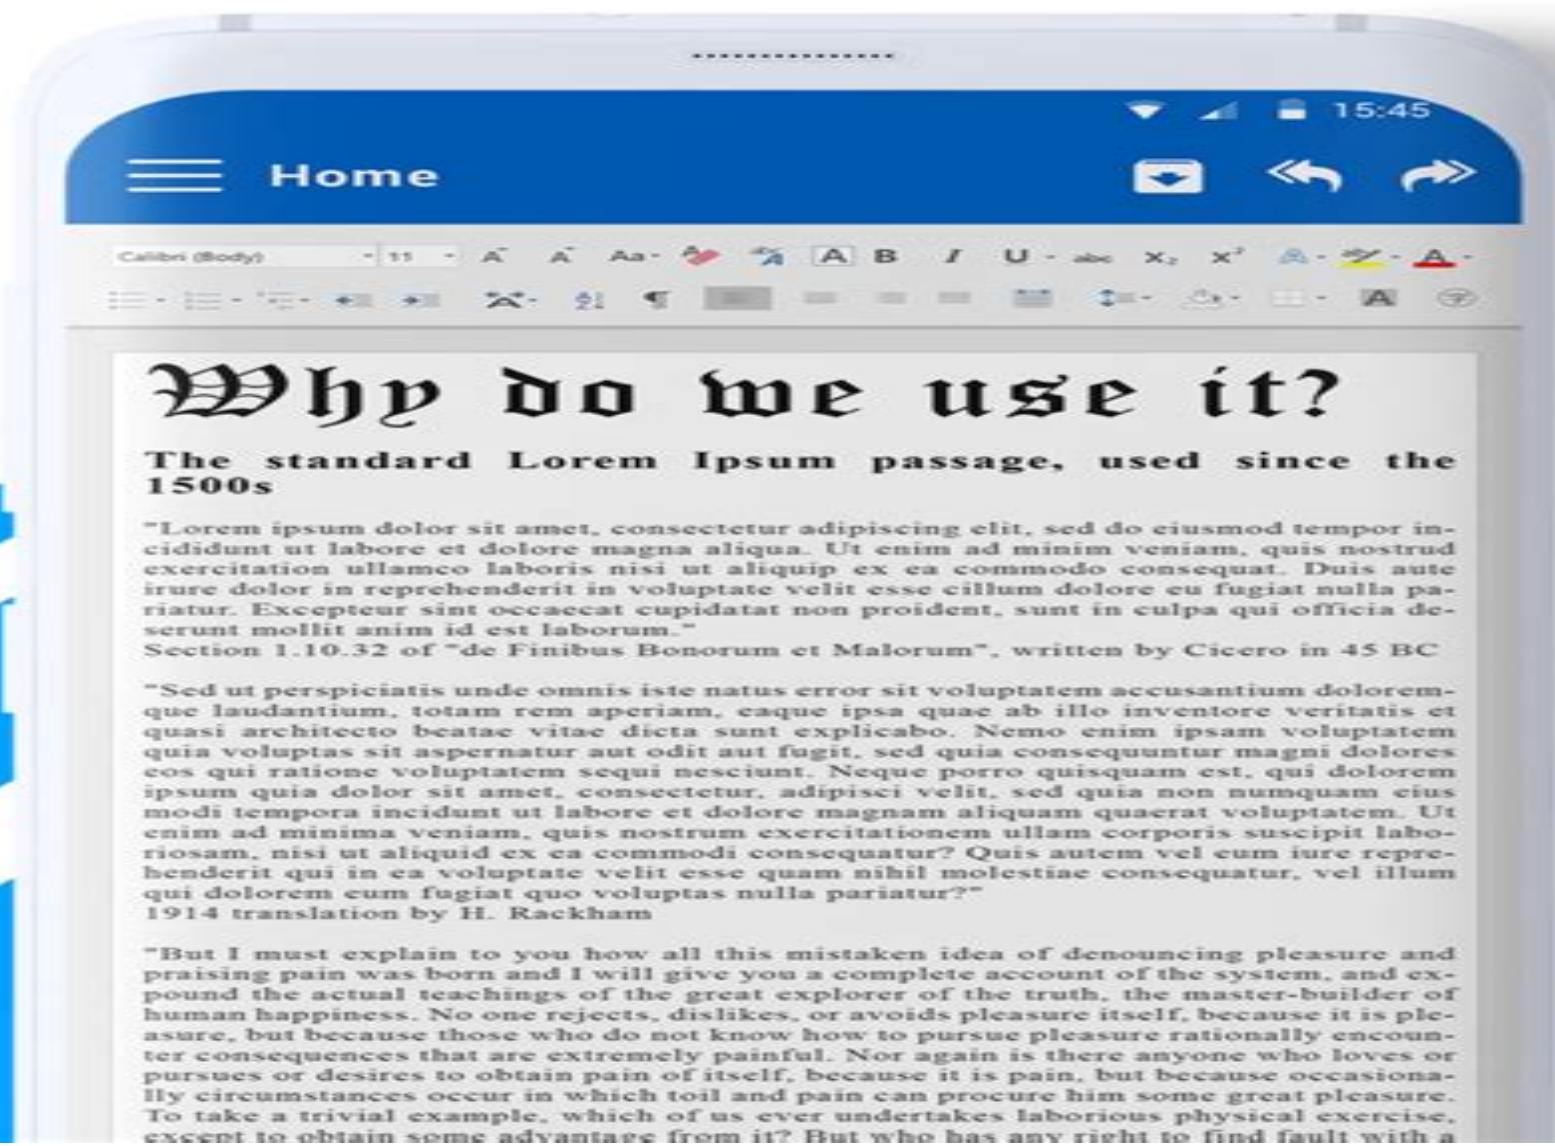 15:45
Home
Calibri (Body) 11 A A Aa A B I U abc X₂ X² A aby A
A A
Why do we use it?
The standard Lorem Ipsum passage, used since the
1500s
"Lorem ipsum dolor sit amet, consectetur adipiscing elit, sed do eiusmod tempor in-
cididunt ut labore et dolore magna aliqua. Ut enim ad minim veniam, quis nostrud
exercitation ullamco laboris nisi ut aliquip ex ea commodo consequat. Duis aute
irure dolor in reprehenderit in voluptate velit esse cillum dolore eu fugiat nulla pa-
riatur. Excepteur sint occaecat cupidatat non proident, sunt in culpa qui officia de-
serunt mollit anim id est laborum."
Section 1.10.32 of "de Finibus Bonorum et Malorum", written by Cicero in 45 BC
"Sed ut perspiciatis unde omnis iste natus error sit voluptatem accusantium dolorem-
que laudantium, totam rem aperiam, eaque ipsa quae ab illo inventore veritatis et
quasi architecto beatae vitae dicta sunt explicabo. Nemo enim ipsam voluptatem
quia voluptas sit aspernatur aut odit aut fugit, sed quia consequuntur magni dolores
eos qui ratione voluptatem sequi nesciunt. Neque porro quisquam est, qui dolorem
ipsum quia dolor sit amet, consectetur, adipisci velit, sed quia non numquam eius
modi tempora incidunt ut labore et dolore magnam aliquam quaerat voluptatem. Ut
enim ad minima veniam, quis nostrum exercitationem ullam corporis suscipit labo-
riosam, nisi ut aliquid ex ea commodi consequatur? Quis autem vel eum iure repre-
henderit qui in ea voluptate velit esse quam nihil molestiae consequatur, vel illum
qui dolorem eum fugiat quo voluptas nulla pariatur?"
1914 translation by H. Rackham
"But I must explain to you how all this mistaken idea of denouncing pleasure and
praising pain was born and I will give you a complete account of the system, and ex-
pound the actual teachings of the great explorer of the truth, the master-builder of
human happiness. No one rejects, dislikes, or avoids pleasure itself, because it is ple-
asure, but because those who do not know how to pursue pleasure rationally encoun-
ter consequences that are extremely painful. Nor again is there anyone who loves or
pursues or desires to obtain pain of itself, because it is pain, but because occasiona-
lly circumstances occur in which toil and pain can procure him some great pleasure.
To take a trivial example, which of us ever undertakes laborious physical exercise,
except to obtain some advantage from it? But who has any right to find fault with